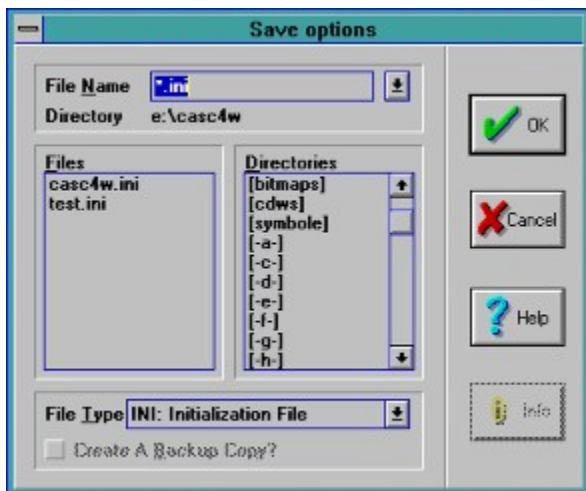 Save options
File Name *.ini
Directory e:\casc4w
Files
casc4w.ini
test.ini
Directories
[bitmaps]
[cdws]
[symbole]
[-a-]
[-c-]
[-d-]
[-e-]
[-f-]
[-g-]
[-h-]
File Type INI: Initialization File
Create A Backup Copy?
OK
Cancel
Help
Info